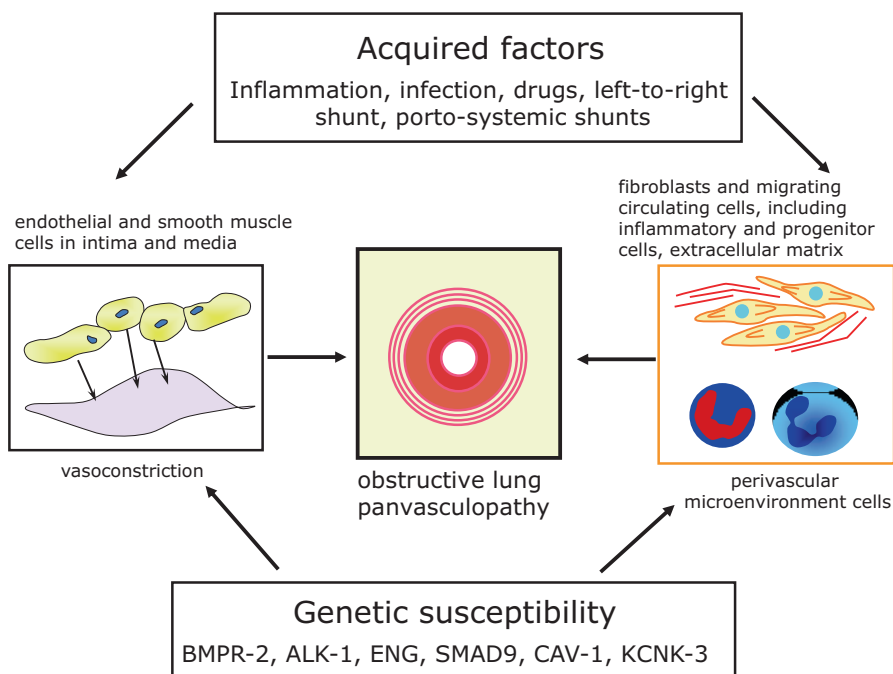 Acquired factors
Inflammation, infection, drugs, left-to-right
shunt, porto-systemic shunts
endothelial and smooth muscle
cells in intima and media
fibroblasts and migrating
circulating cells, including
inflammatory and progenitor
cells, extracellular matrix
vasoconstriction
obstructive lung
panvasculopathy
perivascular
microenvironment cells
Genetic susceptibility
BMPR-2, ALK-1, ENG, SMAD9, CAV-1, KCNK-3